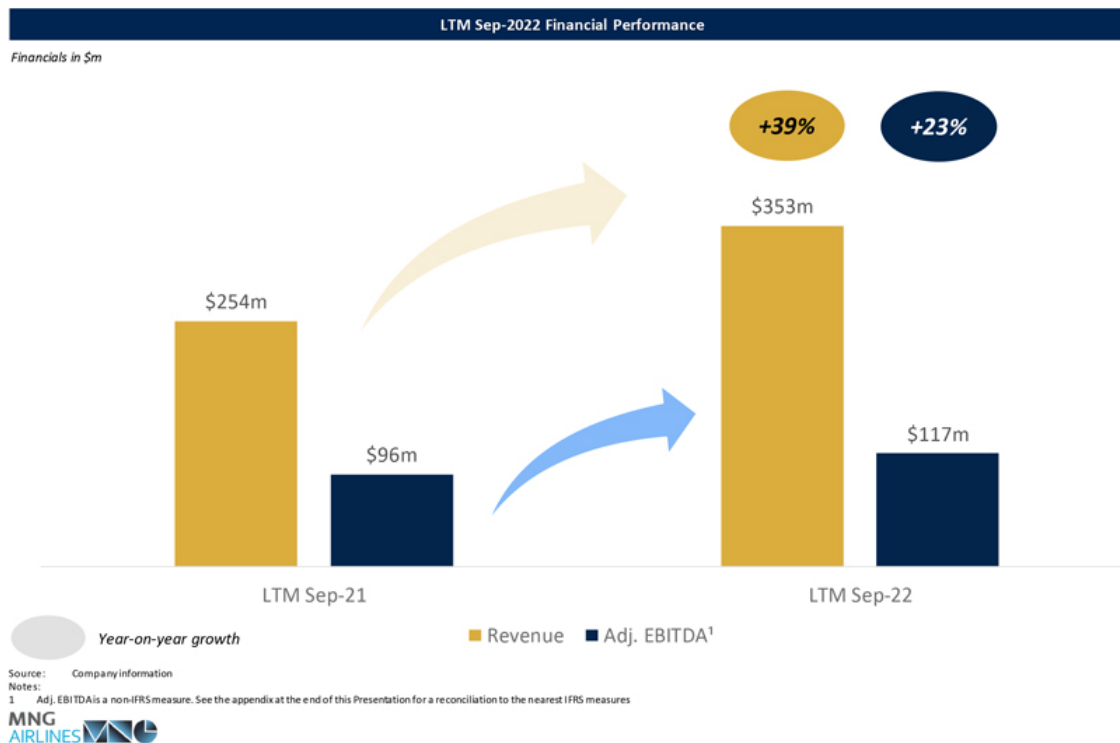 LTM Sep-2022 Financial Performance
Financials in $m
+39%
+23%
$353m
$254m
$117m
$96m
LTM Sep-21
LTM Sep-22
Year-on-year growth
Revenue
Adj. EBITDA¹
Source: Company information
Notes:
1 Adj. EBITDA is a non-IFRS measure. See the appendix at the end of this Presentation for a reconciliation to the nearest IFRS measures
MNG
AIRLINES MNG